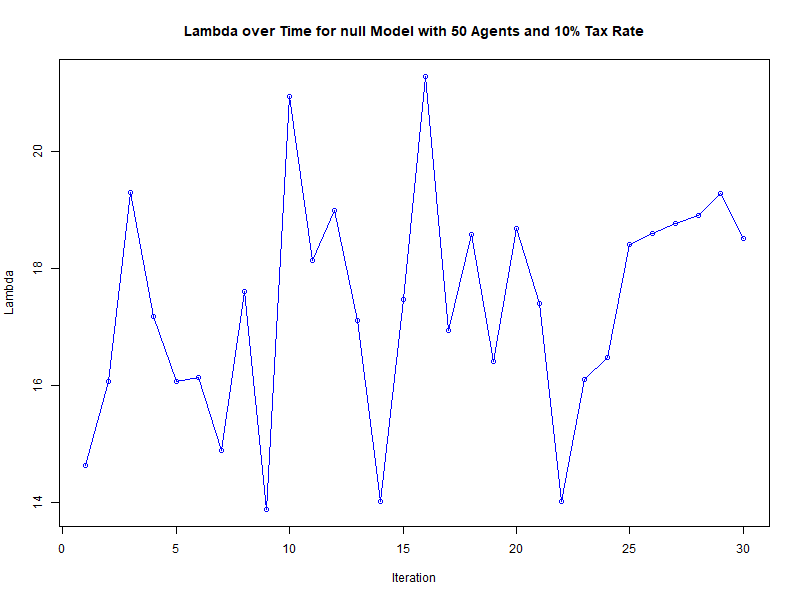 Lambda over Time for null Model with 50 Agents and 10% Tax Rate
20
18
16
14
Lambda
0 5 10 15 20 25 30
Iteration